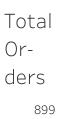 Total
Or-
ders
899